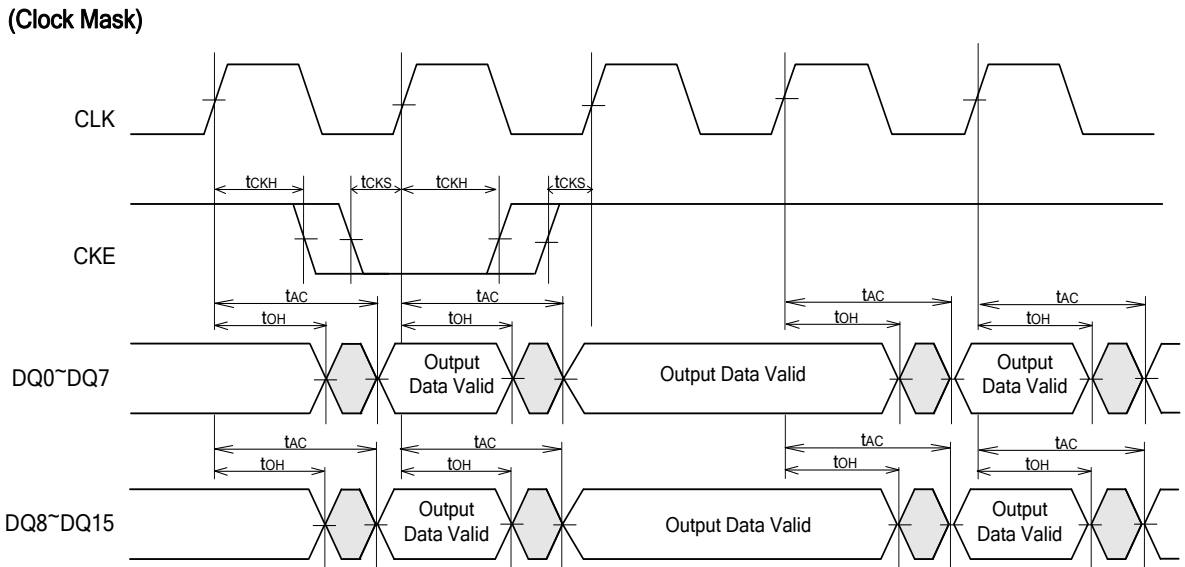 (Clock Mask)
CLK
tCKH tCKS tCKH tCKS
CKE
tAC tAC tAC tAC
tOH tOH tOH tOH
DQ0~DQ7
Output Data Valid
Output Data Valid
Output Data Valid
tAC tAC tAC tAC
tOH tOH tOH tOH
DQ8~DQ15
Output Data Valid
Output Data Valid
Output Data Valid